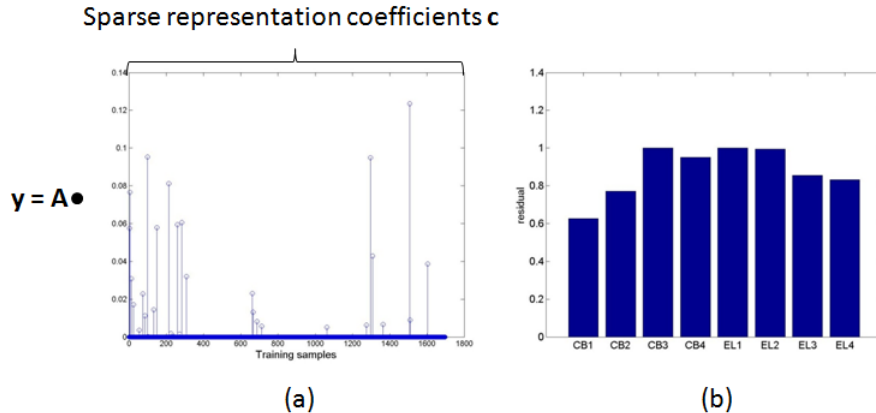 Sparse representation coefficients c
y = A●
0.14
0.12
0.1
0.08
0.06
0.04
0.02
0
0 200 400 600 800 1000 1200 1400 1600 1800
Training samples
(a)
1.4
1.2
1
0.8
0.6
0.4
0.2
0
residual
CB1 CB2 CB3 CB4 EL1 EL2 EL3 EL4
(b)